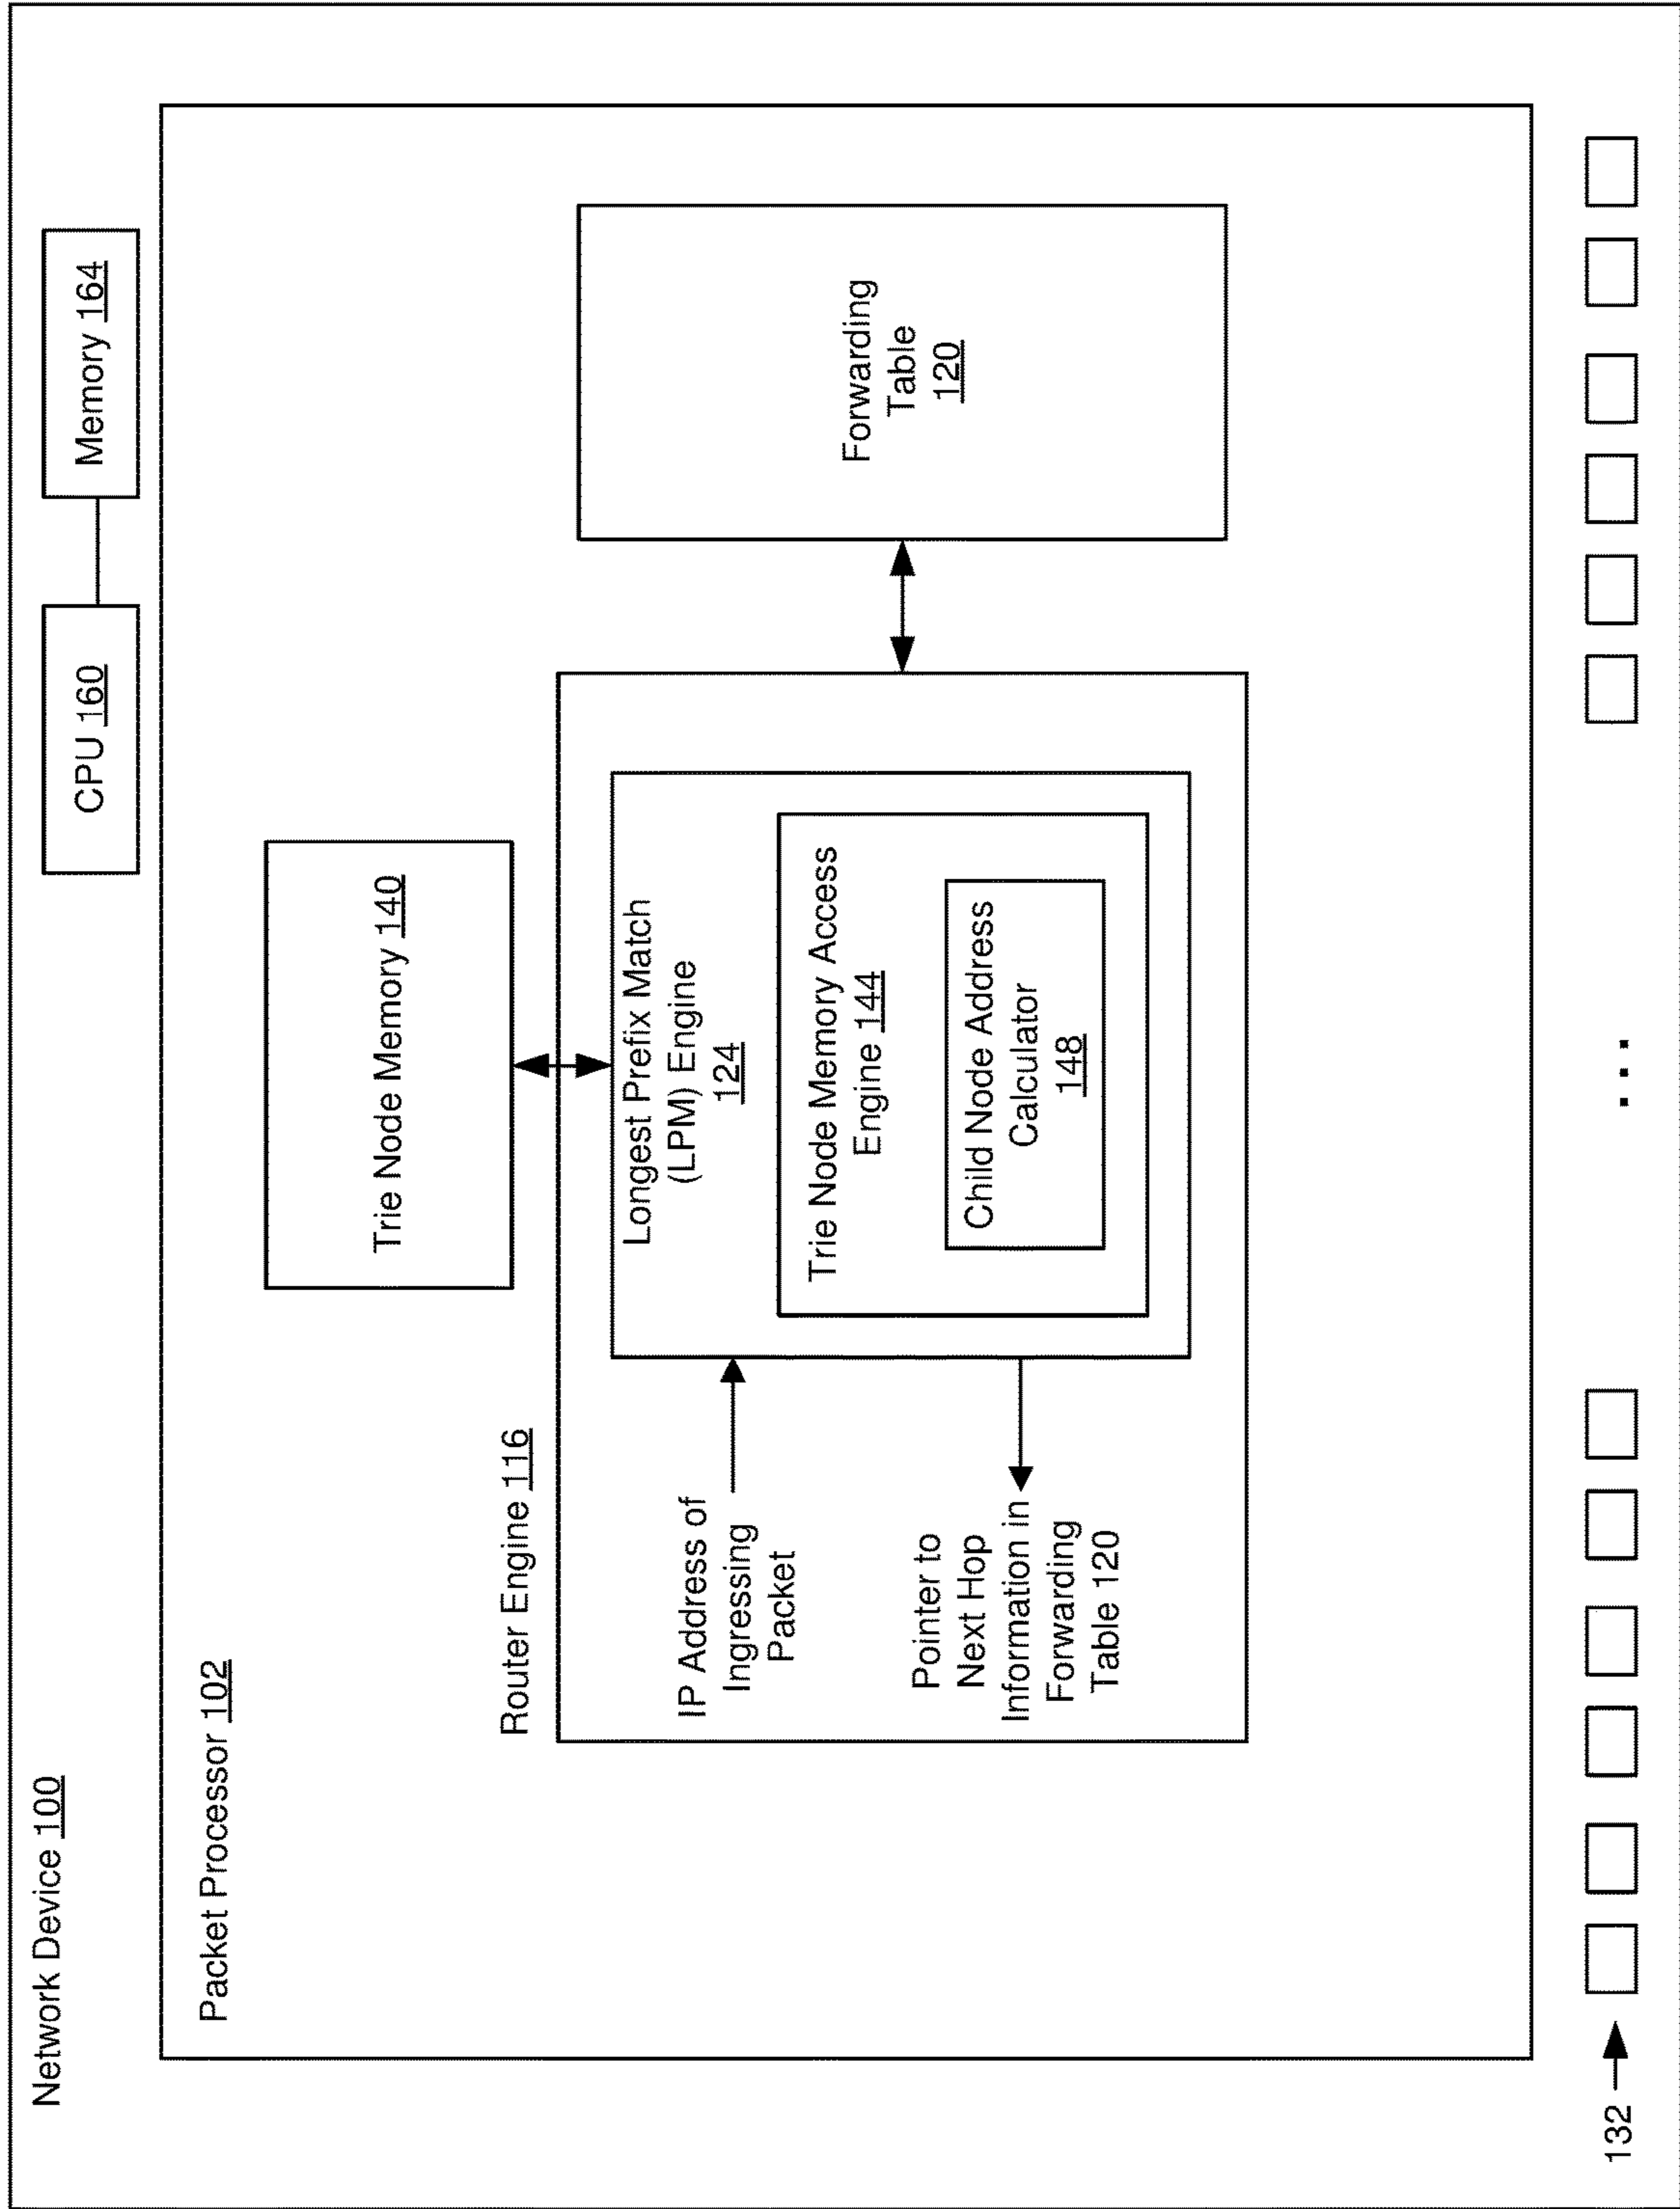 Network Device 100
CPU 160
Memory 164
Packet Processor 102
Trie Node Memory 140
Router Engine 116
Longest Prefix Match
(LPM) Engine
124
IP Address of
Ingressing
Packet
Trie Node Memory Access
Engine 144
Child Node Address
Calculator
148
Pointer to
Next Hop
Information in
Forwarding
Table 120
Forwarding
Table
120
132
...